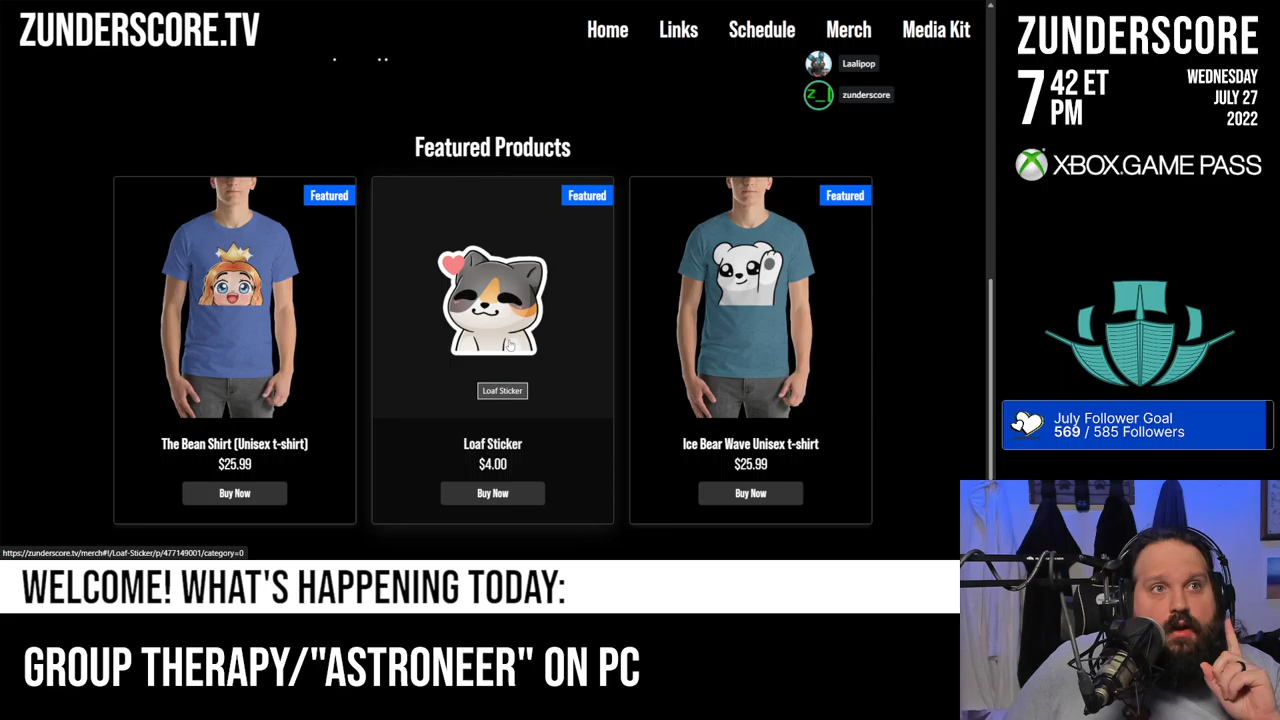 ZUNDERSCORE.TV
Home Links Schedule Merch Media Kit
Laalipop
zunderscore
Featured Products
Featured
Featured
Featured
Loaf Sticker
The Bean Shirt (Unisex t-shirt)
$25.99
Buy Now
Loaf Sticker
$4.00
Buy Now
Ice Bear Wave Unisex t-shirt
$25.99
Buy Now
https://zunderscore.tv/merch#!/Loaf-Sticker/p/477149001/category=0
WELCOME! WHAT'S HAPPENING TODAY:
GROUP THERAPY/"ASTRONEER" ON PC
ZUNDERSCORE
7 42 ET
PM
WEDNESDAY
JULY 27
2022
XBOX GAME PASS
July Follower Goal
569 / 585 Followers